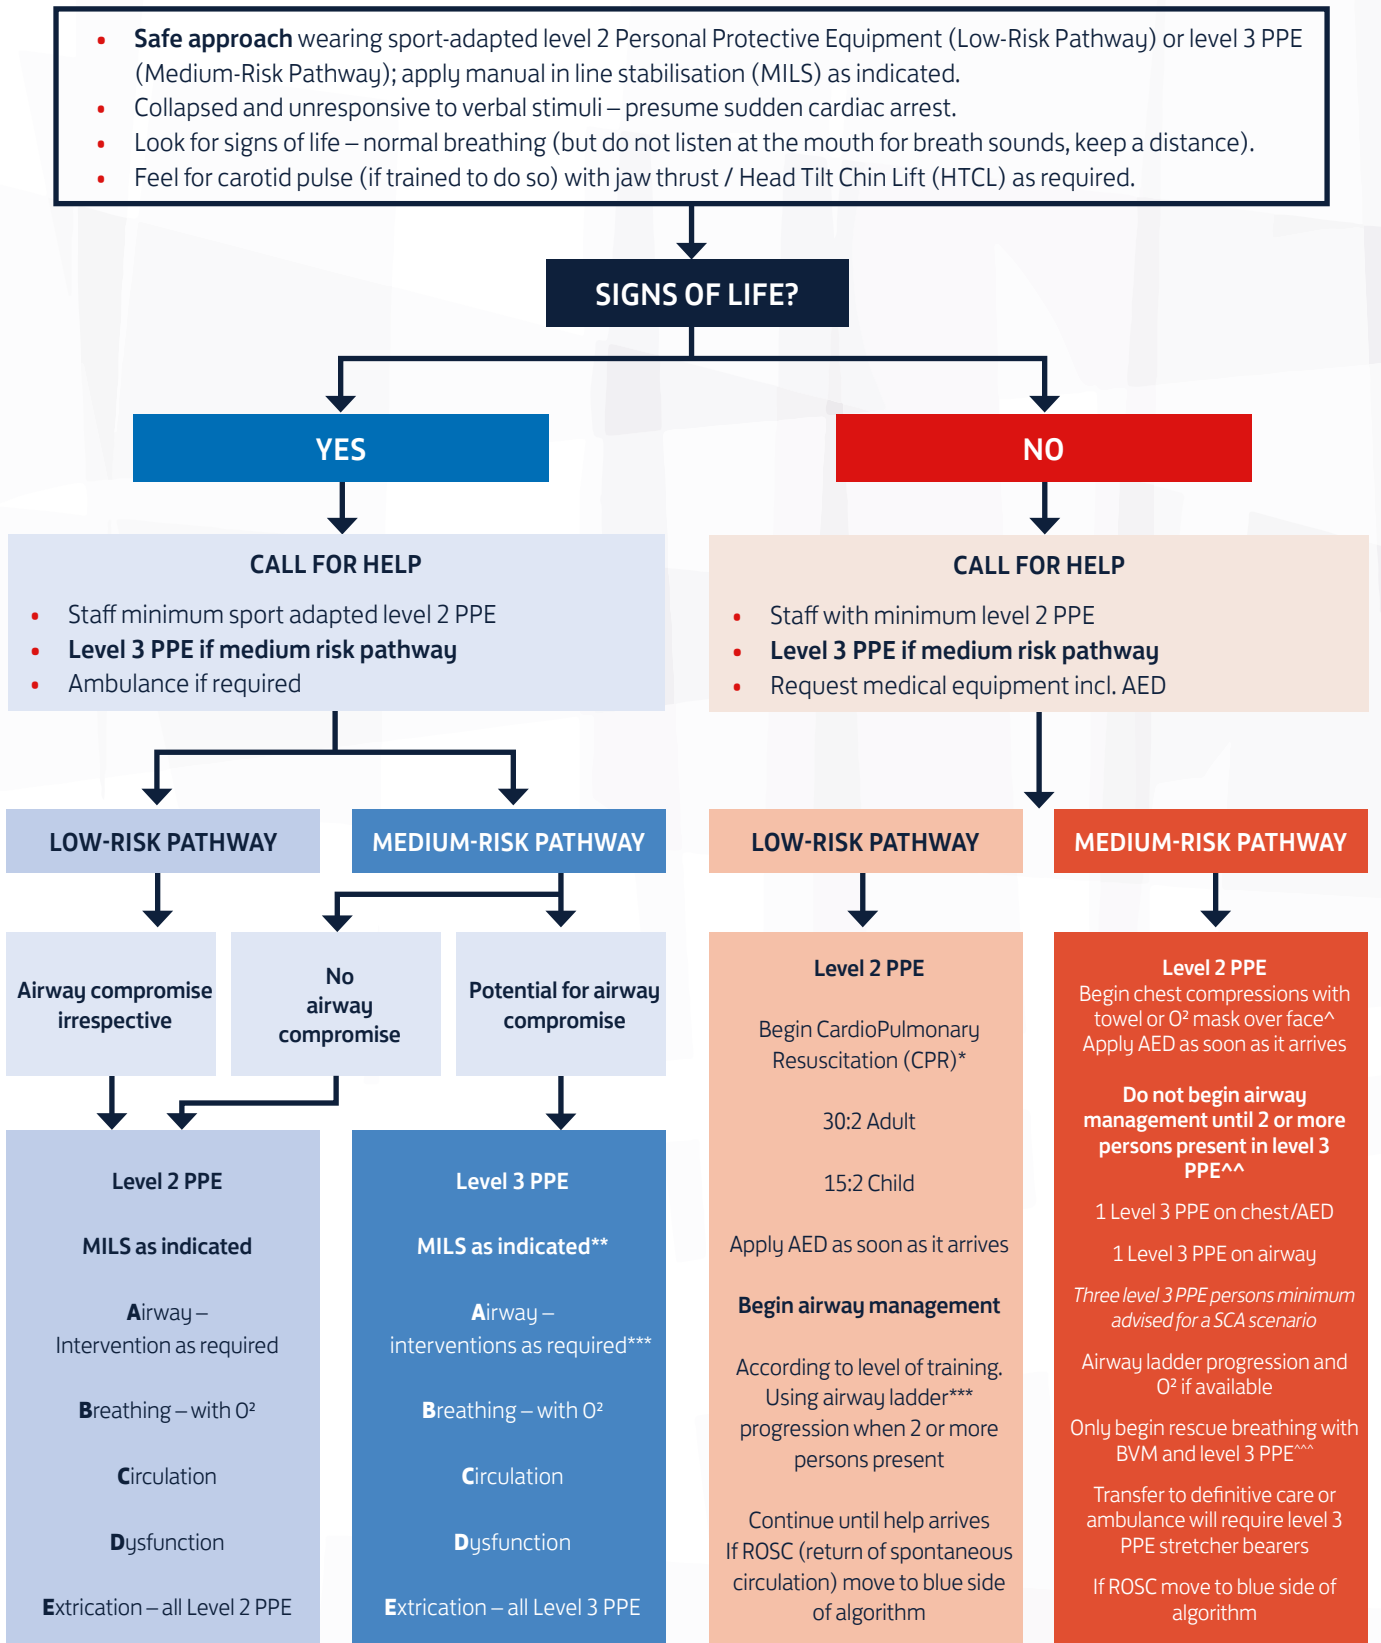 • Safe approach wearing sport-adapted level 2 Personal Protective Equipment (Low-Risk Pathway) or level 3 PPE
(Medium-Risk Pathway); apply manual in line stabilisation (MILS) as indicated.
• Collapsed and unresponsive to verbal stimuli – presume sudden cardiac arrest.
• Look for signs of life – normal breathing (but do not listen at the mouth for breath sounds, keep a distance).
• Feel for carotid pulse (if trained to do so) with jaw thrust / Head Tilt Chin Lift (HTCL) as required.
SIGNS OF LIFE?
YES
NO
CALL FOR HELP
• Staff minimum sport adapted level 2 PPE
• Level 3 PPE if medium risk pathway
• Ambulance if required
CALL FOR HELP
• Staff with minimum level 2 PPE
• Level 3 PPE if medium risk pathway
• Request medical equipment incl. AED
LOW-RISK PATHWAY
MEDIUM-RISK PATHWAY
LOW-RISK PATHWAY
MEDIUM-RISK PATHWAY
Airway compromise
irrespective
No
airway
compromise
Potential for airway
compromise
Level 2 PPE
MILS as indicated
Airway –
Intervention as required
Breathing – with O²
Circulation
Dysfunction
Extrication – all Level 2 PPE
Level 3 PPE
MILS as indicated**
Airway –
interventions as required***
Breathing – with O²
Circulation
Dysfunction
Extrication – all Level 3 PPE
Level 2 PPE
Begin CardioPulmonary
Resuscitation (CPR)*
30:2 Adult
15:2 Child
Apply AED as soon as it arrives
Begin airway management
According to level of training.
Using airway ladder***
progression when 2 or more
persons present
Continue until help arrives
If ROSC (return of spontaneous
circulation) move to blue side
of algorithm
Level 2 PPE
Begin chest compressions with
towel or O² mask over face^
Apply AED as soon as it arrives
Do not begin airway
management until 2 or more
persons present in level 3
PPE^^
1 Level 3 PPE on chest/AED
1 Level 3 PPE on airway
Three level 3 PPE persons minimum
advised for a SCA scenario
Airway ladder progression and
O² if available
Only begin rescue breathing with
BVM and level 3 PPE^^^
Transfer to definitive care or
ambulance will require level 3
PPE stretcher bearers
If ROSC move to blue side of
algorithm